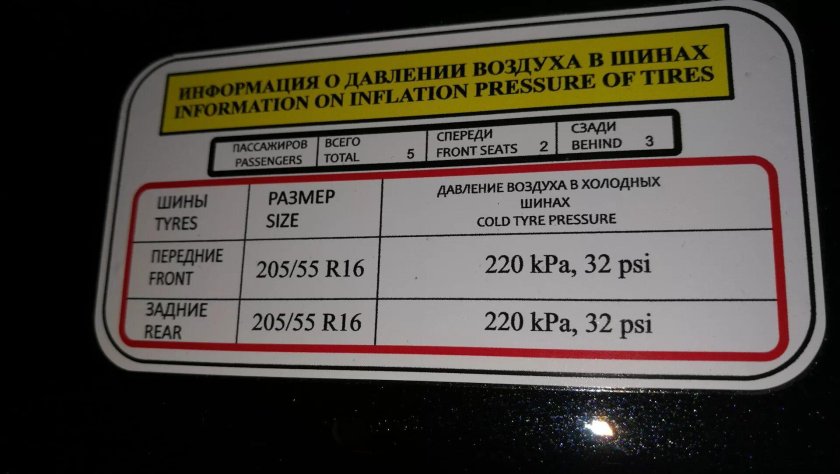 ИНФОРМАЦИЯ О ДАВЛЕНИИ ВОЗДУХА В ШИНАХ
INFORMATION ON INFLATION PRESSURE OF TIRES
ПАССАЖИРОВ ВСЕГО СПЕРЕДИ СЗАДИ
PASSENGERS TOTAL 5 FRONT SEATS 2 BEHIND 3
ШИНЫ РАЗМЕР ДАВЛЕНИЕ ВОЗДУХА В ХОЛОДНЫХ
ШИНАХ
TYRES SIZE COLD TYRE PRESSURE
ПЕРЕДНИЕ
FRONT 205/55 R16 220 kPa, 32 psi
ЗАДНИЕ
REAR 205/55 R16 220 kPa, 32 psi